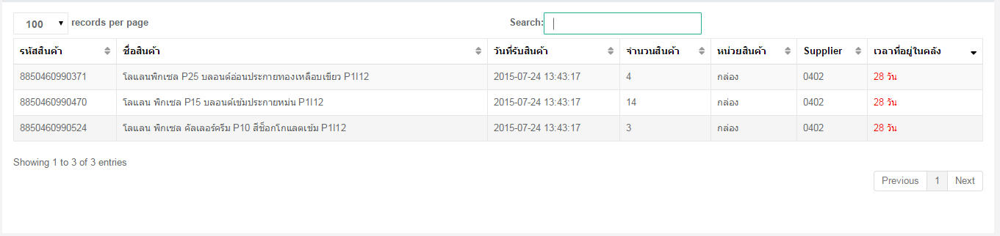 100 records per page Search:
รหัสสินค้า ชื่อสินค้า วันที่รับสินค้า จำนวนสินค้า หน่วยสินค้า Supplier เวลาที่อยู่ในคลัง
8850460990371 โลแลนพิกเซล P25 บลอนด์อ่อนประกายทองเหลือบเขียว P1I12 2015-07-24 13:43:17 4 กล่อง 0402 28 วัน
8850460990470 โลแลน พิกเซล P15 บลอนด์เข้มประกายหม่น P1I12 2015-07-24 13:43:17 14 กล่อง 0402 28 วัน
8850460990524 โลแลน พิกเซล คัลเลอร์ครีม P10 สีช็อกโกแลตเข้ม P1I12 2015-07-24 13:43:17 3 กล่อง 0402 28 วัน
Showing 1 to 3 of 3 entries
Previous 1 Next